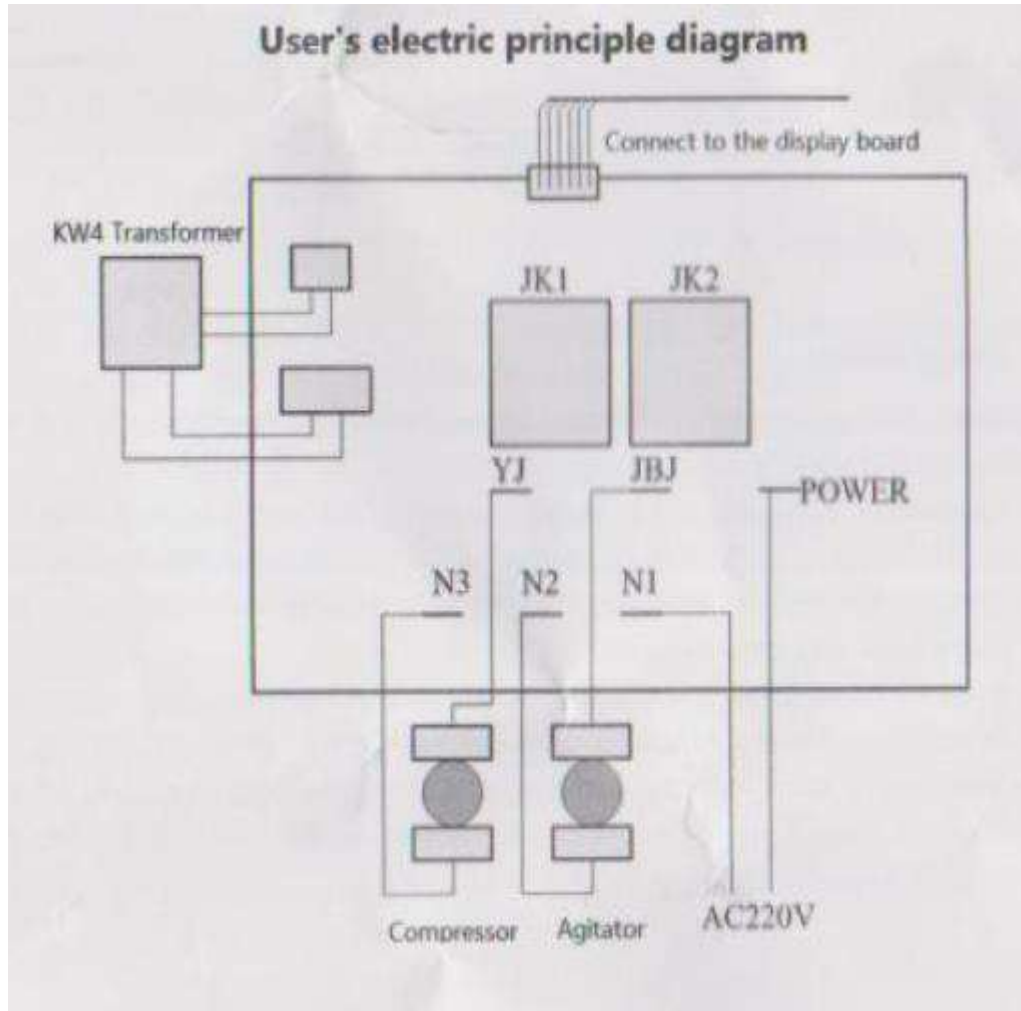 User's electric principle diagram
Connect to the display board
KW4 Transformer
JK1
JK2
YJ
JBJ
POWER
N3
N2
N1
Compressor
Agitator
AC220V